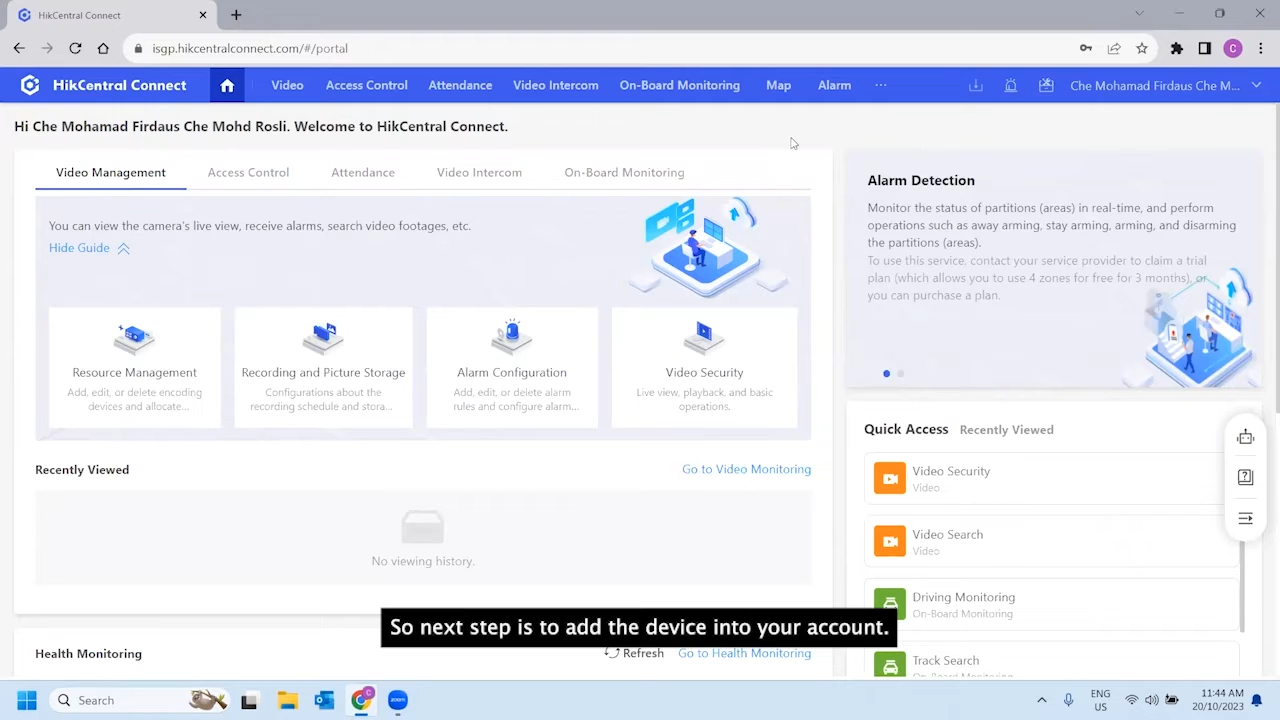 HikCentral Connect
isgp.hikcentralconnect.com/#/portal
C
HikCentral Connect
Video
Access Control
Attendance
Video Intercom
On-Board Monitoring
Map
Alarm
...
Che Mohamad Firdaus Che M...
Hi Che Mohamad Firdaus Che Mohd Rosli. Welcome to HikCentral Connect.
Video Management
Access Control
Attendance
Video Intercom
On-Board Monitoring
You can view the camera's live view, receive alarms, search video footages, etc.
Hide Guide
Resource Management
Add, edit, or delete encoding
devices and allocate...
Recording and Picture Storage
Configurations about the
recording schedule and stora...
Alarm Configuration
Add, edit, or delete alarm
rules and configure alarm...
Video Security
Live view, playback, and basic
operations.
Recently Viewed
Go to Video Monitoring
No viewing history.
Health Monitoring
Refresh
Go to Health Monitoring
Alarm Detection
Monitor the status of partitions (areas) in real-time, and perform
operations such as away arming, stay arming, arming, and disarming
the partitions (areas).
To use this service, contact your service provider to claim a trial
plan (which allows you to use 4 zones for free for 3 months), or
you can purchase a plan.
Quick Access
Recently Viewed
Video Security
Video
Video Search
Video
Driving Monitoring
On-Board Monitoring
Track Search
On-Board Monitoring
So next step is to add the device into your account.
Search
C
zoom
ENG
US
11:44 AM
20/10/2023